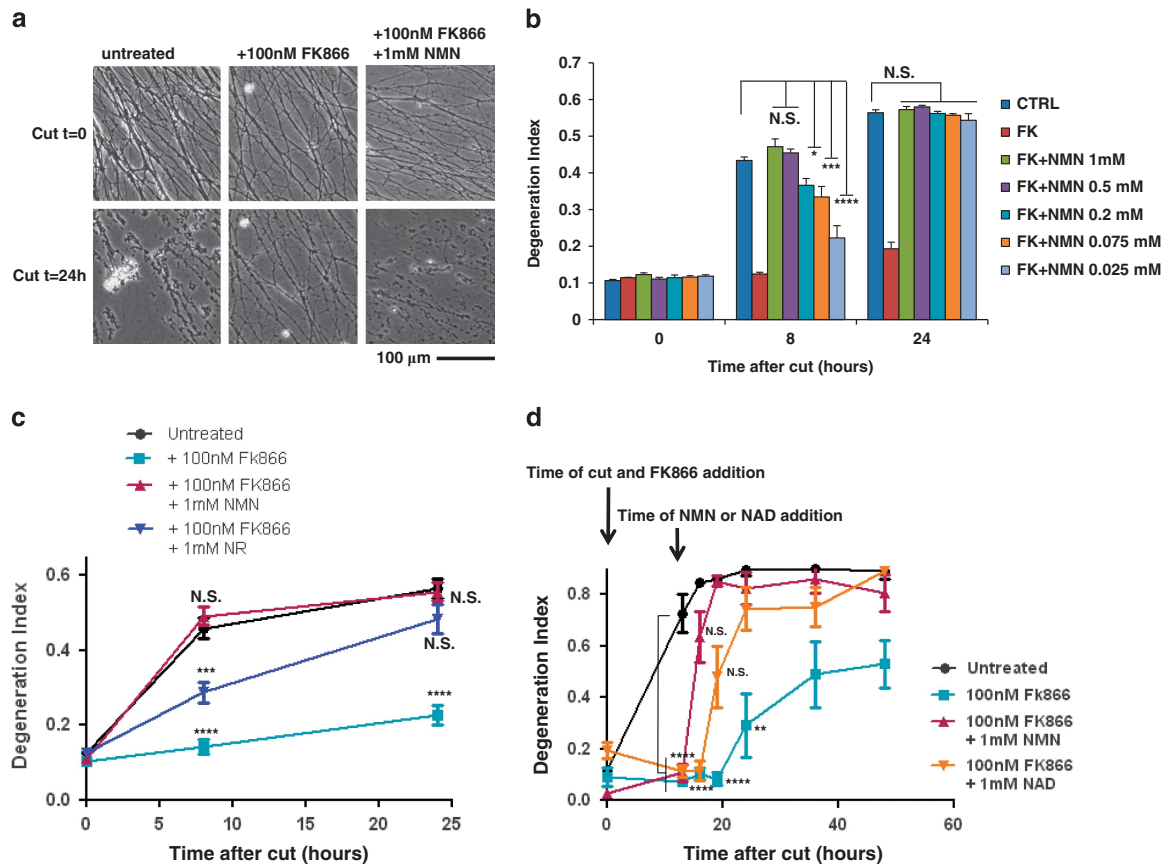 a
untreated
+100nM FK866
+100nM FK866
+1mM NMN
Cut t=0
Cut t=24h
100 µm
b
Degeneration Index
0.7
0.6
0.5
0.4
0.3
0.2
0.1
0
N.S.
*
***
****
N.S.
0
8
24
Time after cut (hours)
CTRL
FK
FK+NMN 1mM
FK+NMN 0.5 mM
FK+NMN 0.2 mM
FK+NMN 0.075 mM
FK+NMN 0.025 mM
c
Untreated
+ 100nM Fk866
+ 100nM FK866
+ 1mM NMN
+ 100nM FK866
+ 1mM NR
Degeneration Index
0.6
0.4
0.2
0.0
N.S.
***
****
N.S.
N.S.
****
0
5
10
15
20
25
Time after cut (hours)
d
Time of cut and FK866 addition
Time of NMN or NAD addition
Degeneration Index
0.8
0.6
0.4
0.2
0.0
N.S.
N.S.
****
****
****
**
0
20
40
60
Time after cut (hours)
Untreated
100nM Fk866
100nM FK866
+ 1mM NMN
100nM FK866
+ 1mM NAD